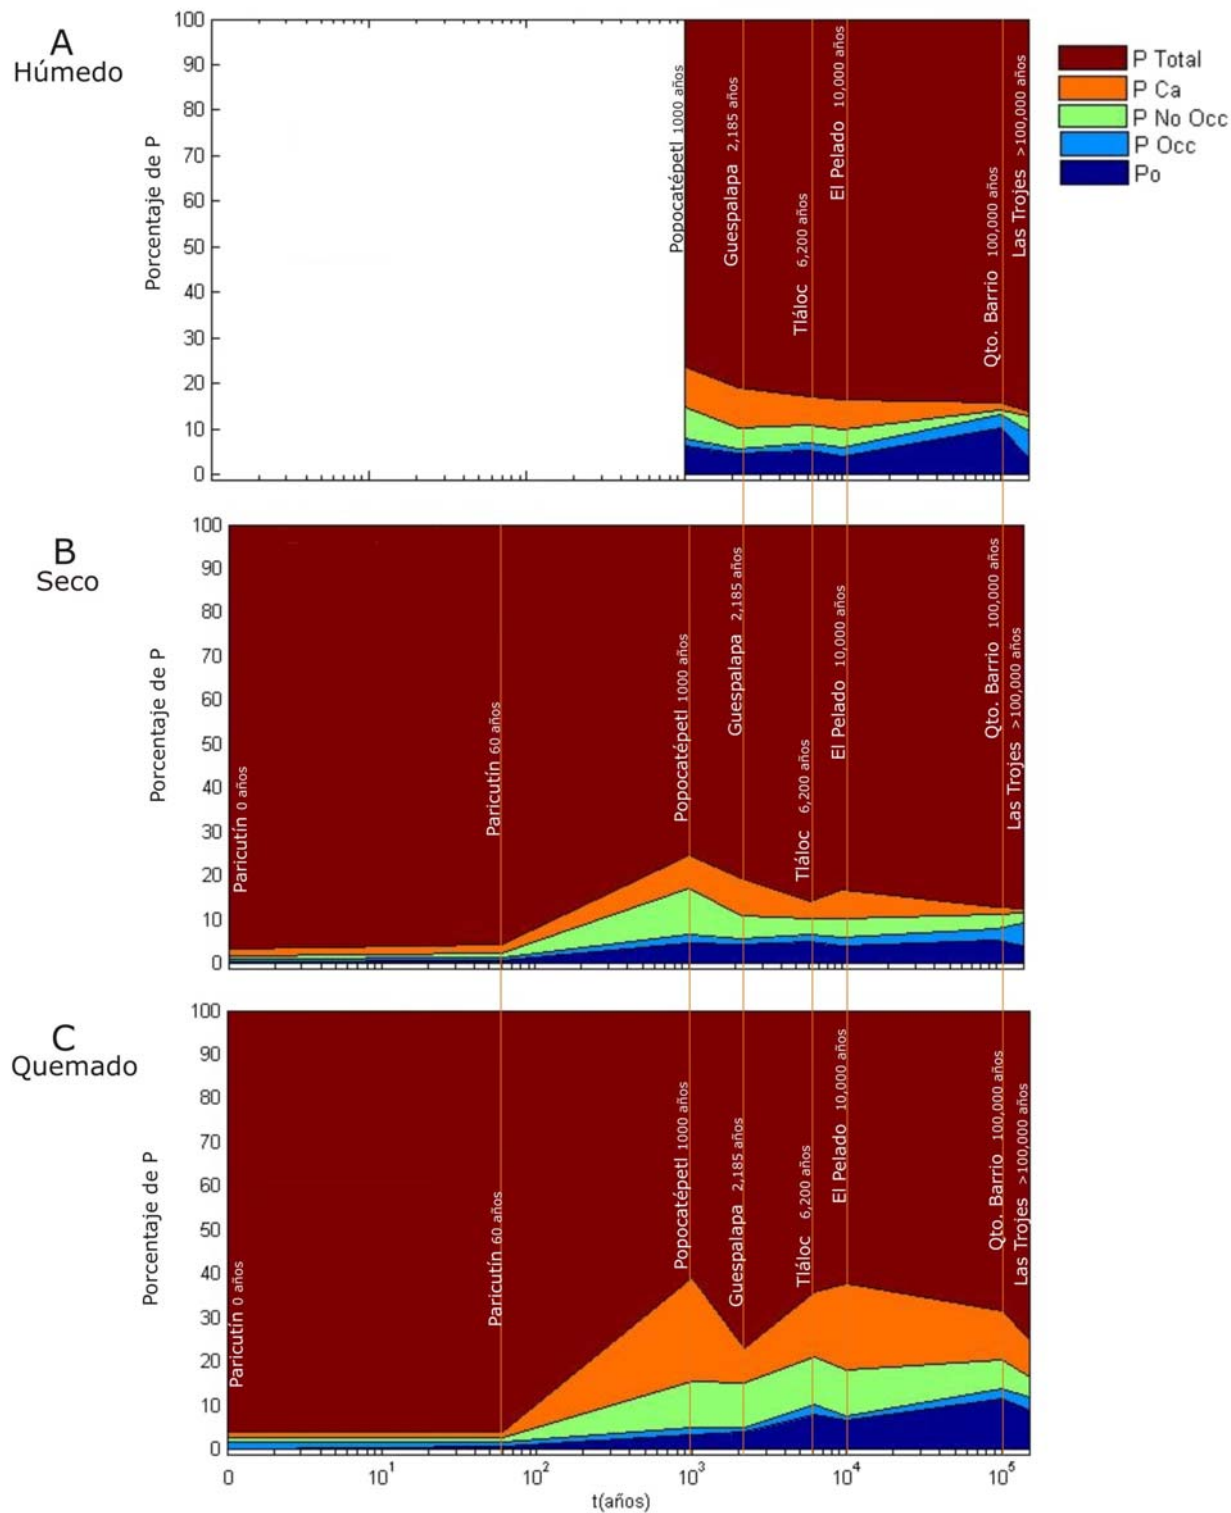 A
Húmedo
Porcentaje de P
100
90
80
70
60
50
40
30
20
10
0
Popocatépetl 1000 años
Guespalapa 2,185 años
Tláloc 6,200 años
El Pelado 10,000 años
Qto. Barrio 100,000 años
Las Trojes >100,000 años
P Total
P Ca
P No Occ
P Occ
Po
B
Seco
Porcentaje de P
100
90
80
70
60
50
40
30
20
10
0
Paricutín 0 años
Paricutín 60 años
Popocatépetl 1000 años
Guespalapa 2,185 años
Tláloc 6,200 años
El Pelado 10,000 años
Qto. Barrio 100,000 años
Las Trojes >100,000 años
C
Quemado
Porcentaje de P
100
90
80
70
60
50
40
30
20
10
0
Paricutín 0 años
Paricutín 60 años
Popocatépetl 1000 años
Guespalapa 2,185 años
Tláloc 6,200 años
El Pelado 10,000 años
Qto. Barrio 100,000 años
Las Trojes >100,000 años
0 10¹ 10² 10³ 10⁴ 10⁵
t(años)